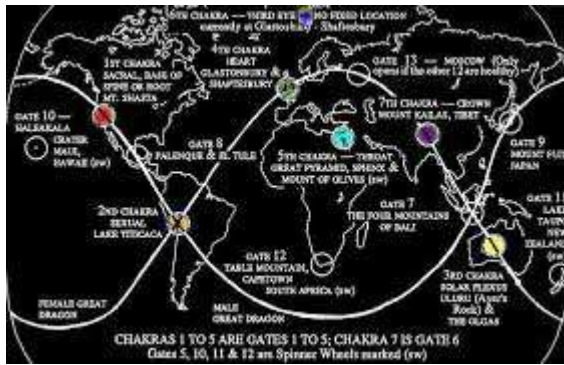 6TH CHAKRA — THIRD EYE NO FIXED LOCATION
currently at Glastonbury - Shaftesbury
4TH CHAKRA
HEART
GLASTONBURY &
SHAFTESBURY
1ST CHAKRA
SACRAL, BASE OF
SPINE OR ROOT
MT. SHASTA
GATE 13 — MOSCOW (Only
opens if the other 12 are healthy)
7TH CHAKRA — CROWN
MOUNT KAILAS, TIBET
GATE 10 —
HALEAKALA
CRATER
MAUI,
HAWAII (sw)
GATE 8
PALENQUE & EL TULE
5TH CHAKRA — THROAT
GREAT PYRAMID, SPHINX &
MOUNT OF OLIVES (sw)
GATE 9
MOUNT FUJI
JAPAN
2ND CHAKRA
SEXUAL
LAKE TITICACA
GATE 7
THE FOUR MOUNTAINS
OF BALI
GATE 11
LAKE
NEW
ZEALAND
(sw)
GATE 12
TABLE MOUNTAIN,
CAPETOWN
SOUTH AFRICA (sw)
3RD CHAKRA
SOLAR PLEXUS
ULURU (Ayer's
Rock) &
THE OLGAS
FEMALE GREAT
DRAGON
MALE
GREAT DRAGON
CHAKRAS 1 TO 5 ARE GATES 1 TO 5; CHAKRA 7 IS GATE 6
Gates 5, 10, 11 & 12 are Spinner Wheels marked (sw)